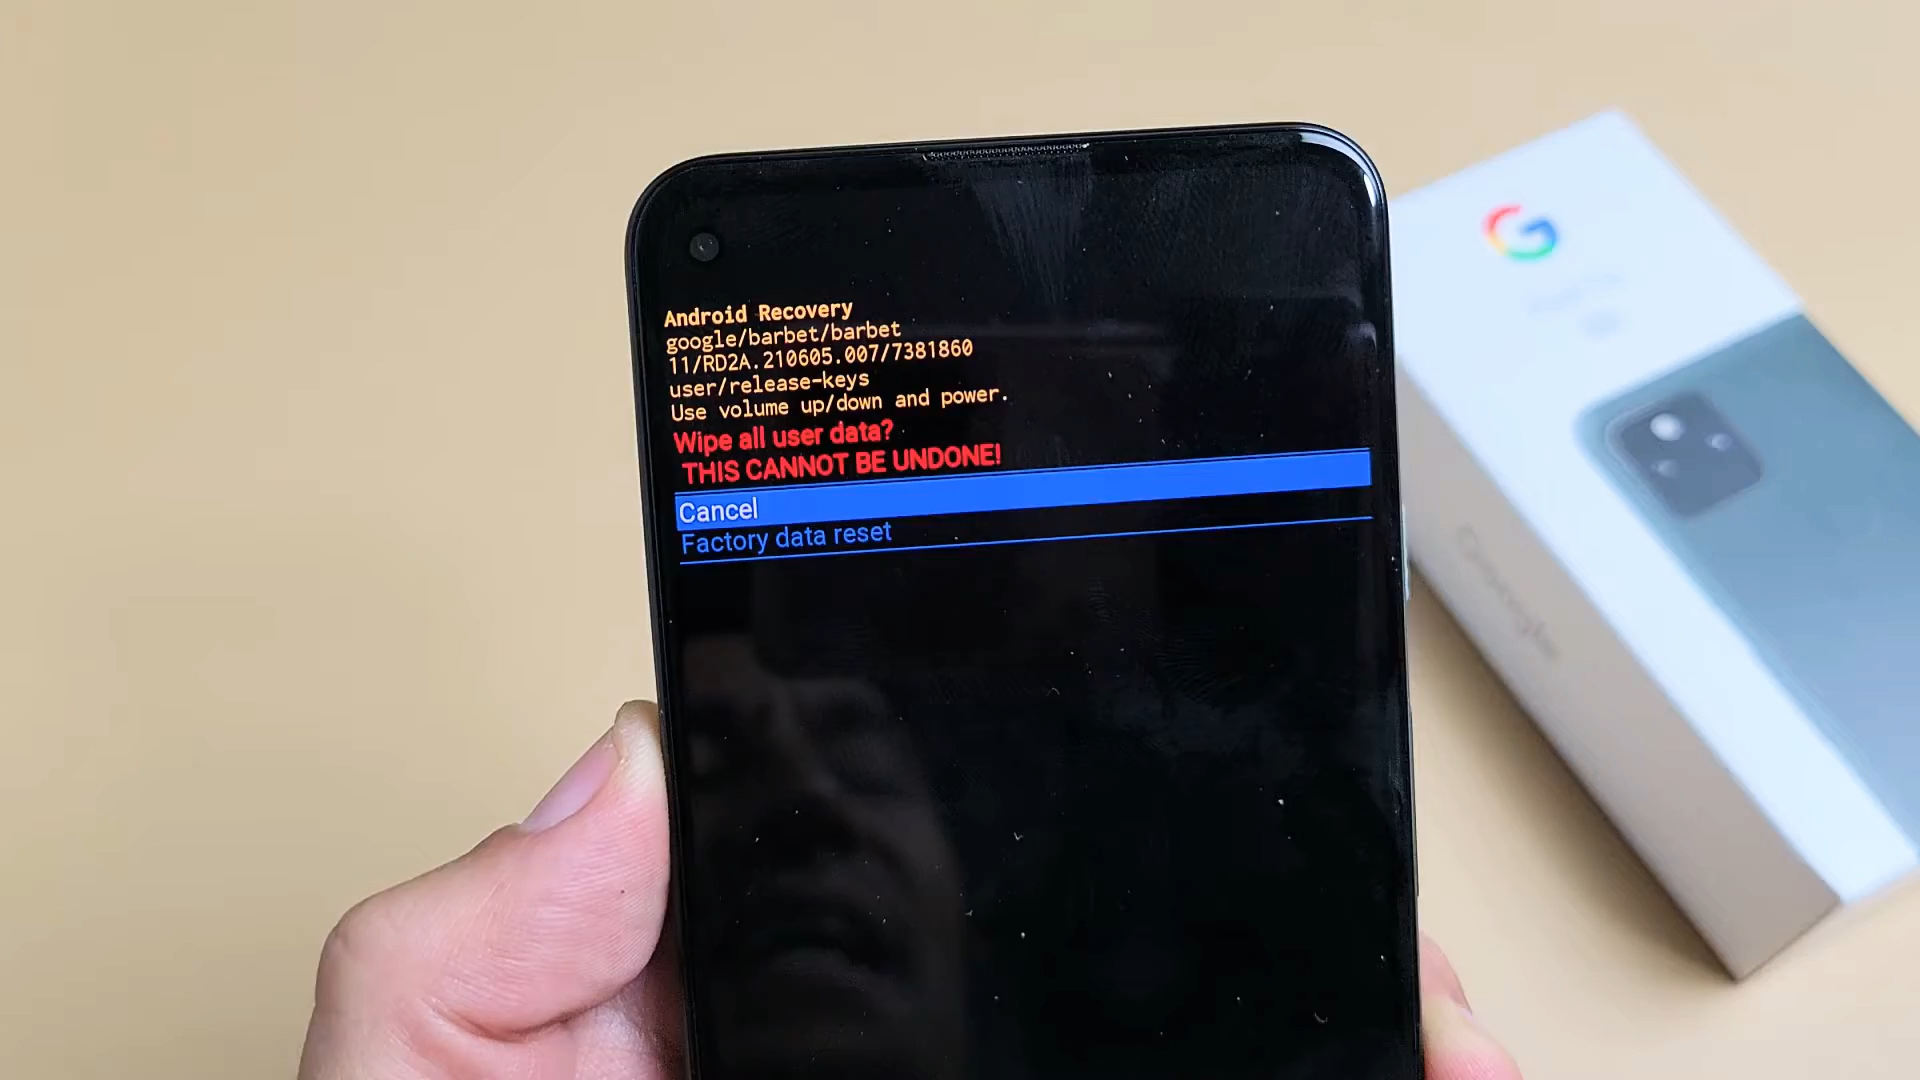 Android Recovery
google/barbet/barbet
11/RD2A.210605.007/7381860
user/release-keys
Use volume up/down and power.
Wipe all user data?
THIS CANNOT BE UNDONE!
Cancel
Factory data reset
G
Google